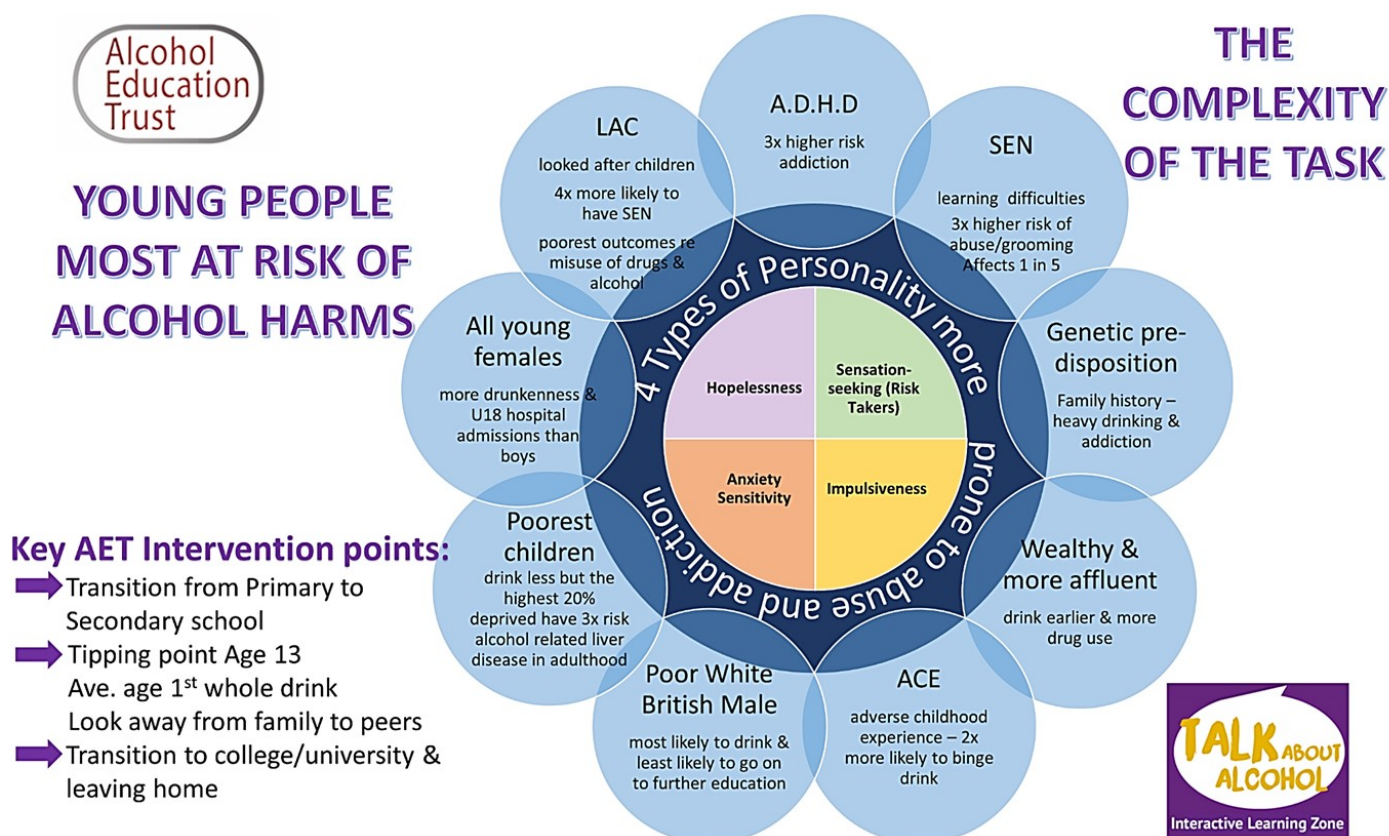 Alcohol
Education
Trust
YOUNG PEOPLE
MOST AT RISK OF
ALCOHOL HARMS
THE
COMPLEXITY
OF THE TASK
A.D.H.D
3x higher risk
addiction
SEN
learning difficulties
3x higher risk of
abuse/grooming
Affects 1 in 5
Genetic pre-
disposition
Family history –
heavy drinking &
addiction
Wealthy &
more affluent
drink earlier & more
drug use
ACE
adverse childhood
experience – 2x
more likely to binge
drink
Poor White
British Male
most likely to drink &
least likely to go on
to further education
Poorest
children
drink less but the
highest 20%
deprived have 3x risk
alcohol related liver
disease in adulthood
All young
females
more drunkenness &
U18 hospital
admissions than
boys
LAC
looked after children
4x more likely to
have SEN
poorest outcomes re
misuse of drugs &
alcohol
4 Types of Personality more
prone to abuse and addiction
Hopelessness
Sensation-
seeking (Risk
Takers)
Anxiety
Sensitivity
Impulsiveness
Key AET Intervention points:
Transition from Primary to
Secondary school
Tipping point Age 13
Ave. age 1st whole drink
Look away from family to peers
Transition to college/university &
leaving home
TALK ABOUT
ALCOHOL
Interactive Learning Zone